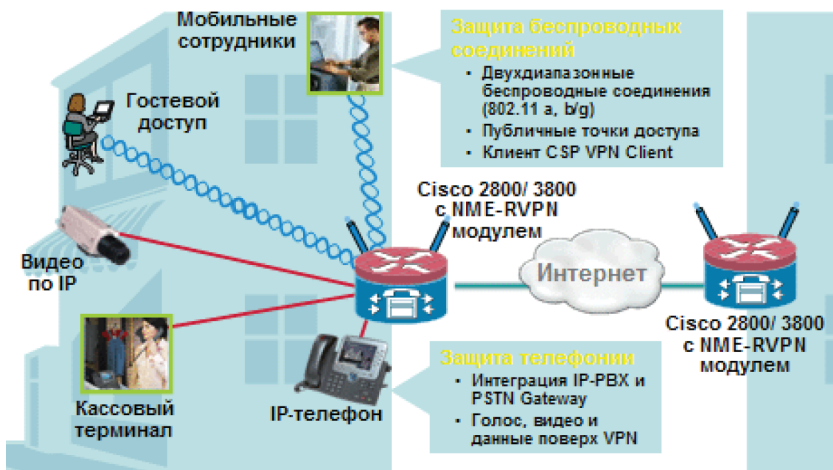 Мобильные
сотрудники
Гостевой
доступ
Защита беспроводных
соединений
• Двухдиапазонные
беспроводные соединения
(802.11 a, b/g)
• Публичные точки доступа
• Клиент CSP VPN Client
Cisco 2800/ 3800
с NME-RVPN
модулем
Видео
по IP
Интернет
Cisco 2800/ 3800
с NME-RVPN
модулем
Кассовый
терминал
IP-телефон
Защита телефонии
• Интеграция IP-PBX и
PSTN Gateway
• Голос, видео и
данные поверх VPN